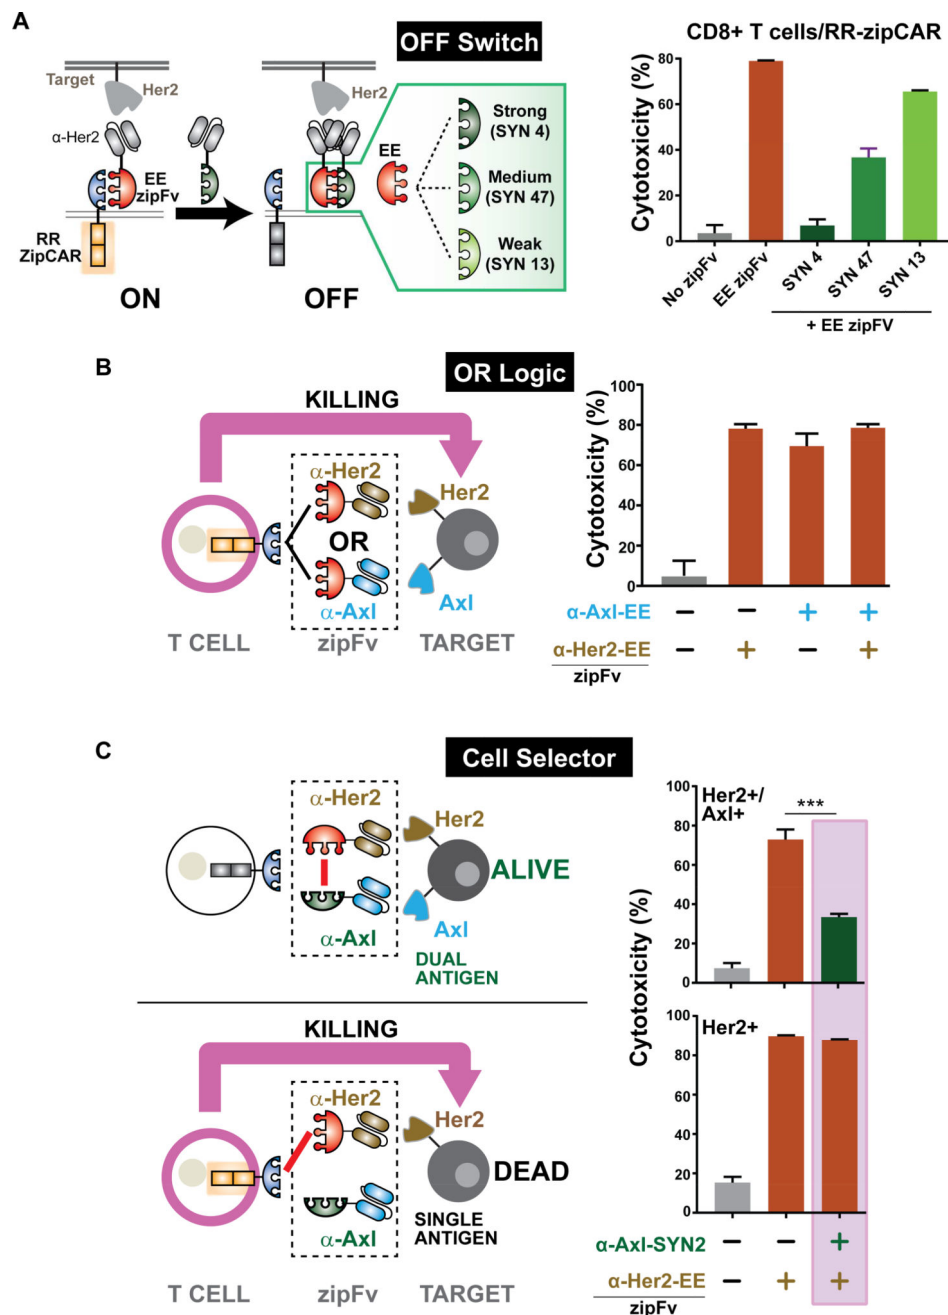 A
OFF Switch
Target
Her2
α-Her2
EE
zipFv
RR
ZipCAR
ON
Her2
OFF
EE
Strong
(SYN 4)
Medium
(SYN 47)
Weak
(SYN 13)
CD8+ T cells/RR-zipCAR
Cytotoxicity (%)
80
60
40
20
0
No zipFv
EE zipFv
SYN 4
SYN 47
SYN 13
+ EE zipFV
B
OR Logic
KILLING
α-Her2
OR
α-Axl
Her2
Axl
T CELL
zipFv
TARGET
Cytotoxicity (%)
100
80
60
40
20
0
α-Axl-EE − − + +
α-Her2-EE − + − +
zipFv
C
Cell Selector
α-Her2
α-Axl
Her2
ALIVE
Axl
DUAL
ANTIGEN
KILLING
α-Her2
α-Axl
Her2
DEAD
SINGLE
ANTIGEN
T CELL
zipFv
TARGET
Cytotoxicity (%)
Her2+/
Axl+
***
100
80
60
40
20
0
Her2+
100
80
60
40
20
0
α-Axl-SYN2 − − +
α-Her2-EE − + +
zipFv